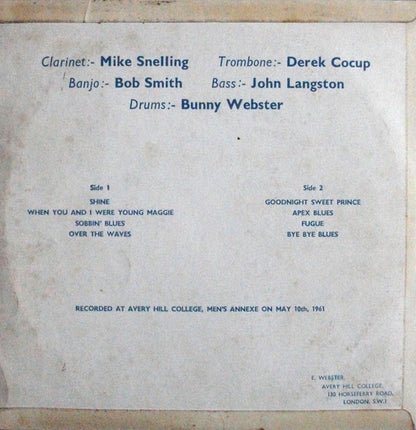 Clarinet:- Mike Snelling Trombone:- Derek Cocup
Banjo:- Bob Smith Bass:- John Langston
Drums:- Bunny Webster
Side 1
SHINE
WHEN YOU AND I WERE YOUNG MAGGIE
SOBBIN' BLUES
OVER THE WAVES
Side 2
GOODNIGHT SWEET PRINCE
APEX BLUES
FUGUE
BYE BYE BLUES
RECORDED AT AVERY HILL COLLEGE, MEN'S ANNEXE ON MAY 10th, 1961
E. WEBSTER,
AVERY HILL COLLEGE,
130 HORSEFERRY ROAD,
LONDON, S.W.1